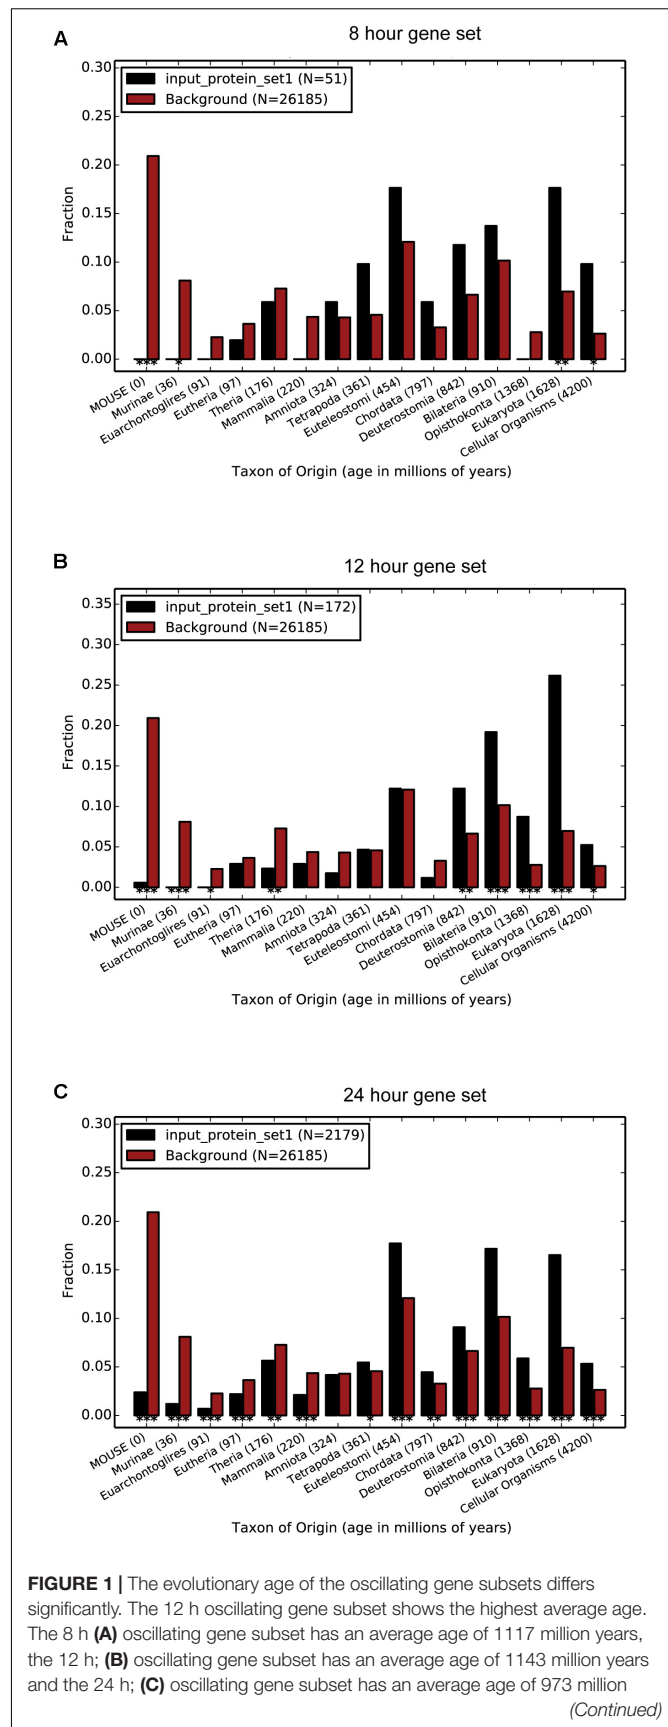 A
8 hour gene set
0.30
0.25
0.20
0.15
0.10
0.05
0.00
Fraction
input_protein_set1 (N=51)
Background (N=26185)
*** * ** *
MOUSE (0)
Murinae (36)
Euarchontoglires (91)
Eutheria (97)
Theria (176)
Mammalia (220)
Amniota (324)
Tetrapoda (361)
Euteleostomi (454)
Chordata (797)
Deuterostomia (842)
Bilateria (910)
Opisthokonta (1368)
Eukaryota (1628)
Cellular Organisms (4200)
Taxon of Origin (age in millions of years)
B
12 hour gene set
0.35
0.30
0.25
0.20
0.15
0.10
0.05
0.00
Fraction
input_protein_set1 (N=172)
Background (N=26185)
*** *** * ** ** *** *** *** *
MOUSE (0)
Murinae (36)
Euarchontoglires (91)
Eutheria (97)
Theria (176)
Mammalia (220)
Amniota (324)
Tetrapoda (361)
Euteleostomi (454)
Chordata (797)
Deuterostomia (842)
Bilateria (910)
Opisthokonta (1368)
Eukaryota (1628)
Cellular Organisms (4200)
Taxon of Origin (age in millions of years)
C
24 hour gene set
0.30
0.25
0.20
0.15
0.10
0.05
0.00
Fraction
input_protein_set1 (N=2179)
Background (N=26185)
*** *** *** *** ** *** * *** ** *** *** *** *** ***
MOUSE (0)
Murinae (36)
Euarchontoglires (91)
Eutheria (97)
Theria (176)
Mammalia (220)
Amniota (324)
Tetrapoda (361)
Euteleostomi (454)
Chordata (797)
Deuterostomia (842)
Bilateria (910)
Opisthokonta (1368)
Eukaryota (1628)
Cellular Organisms (4200)
Taxon of Origin (age in millions of years)
FIGURE 1 | The evolutionary age of the oscillating gene subsets differs
significantly. The 12 h oscillating gene subset shows the highest average age.
The 8 h (A) oscillating gene subset has an average age of 1117 million years,
the 12 h; (B) oscillating gene subset has an average age of 1143 million years
and the 24 h; (C) oscillating gene subset has an average age of 973 million
(Continued)